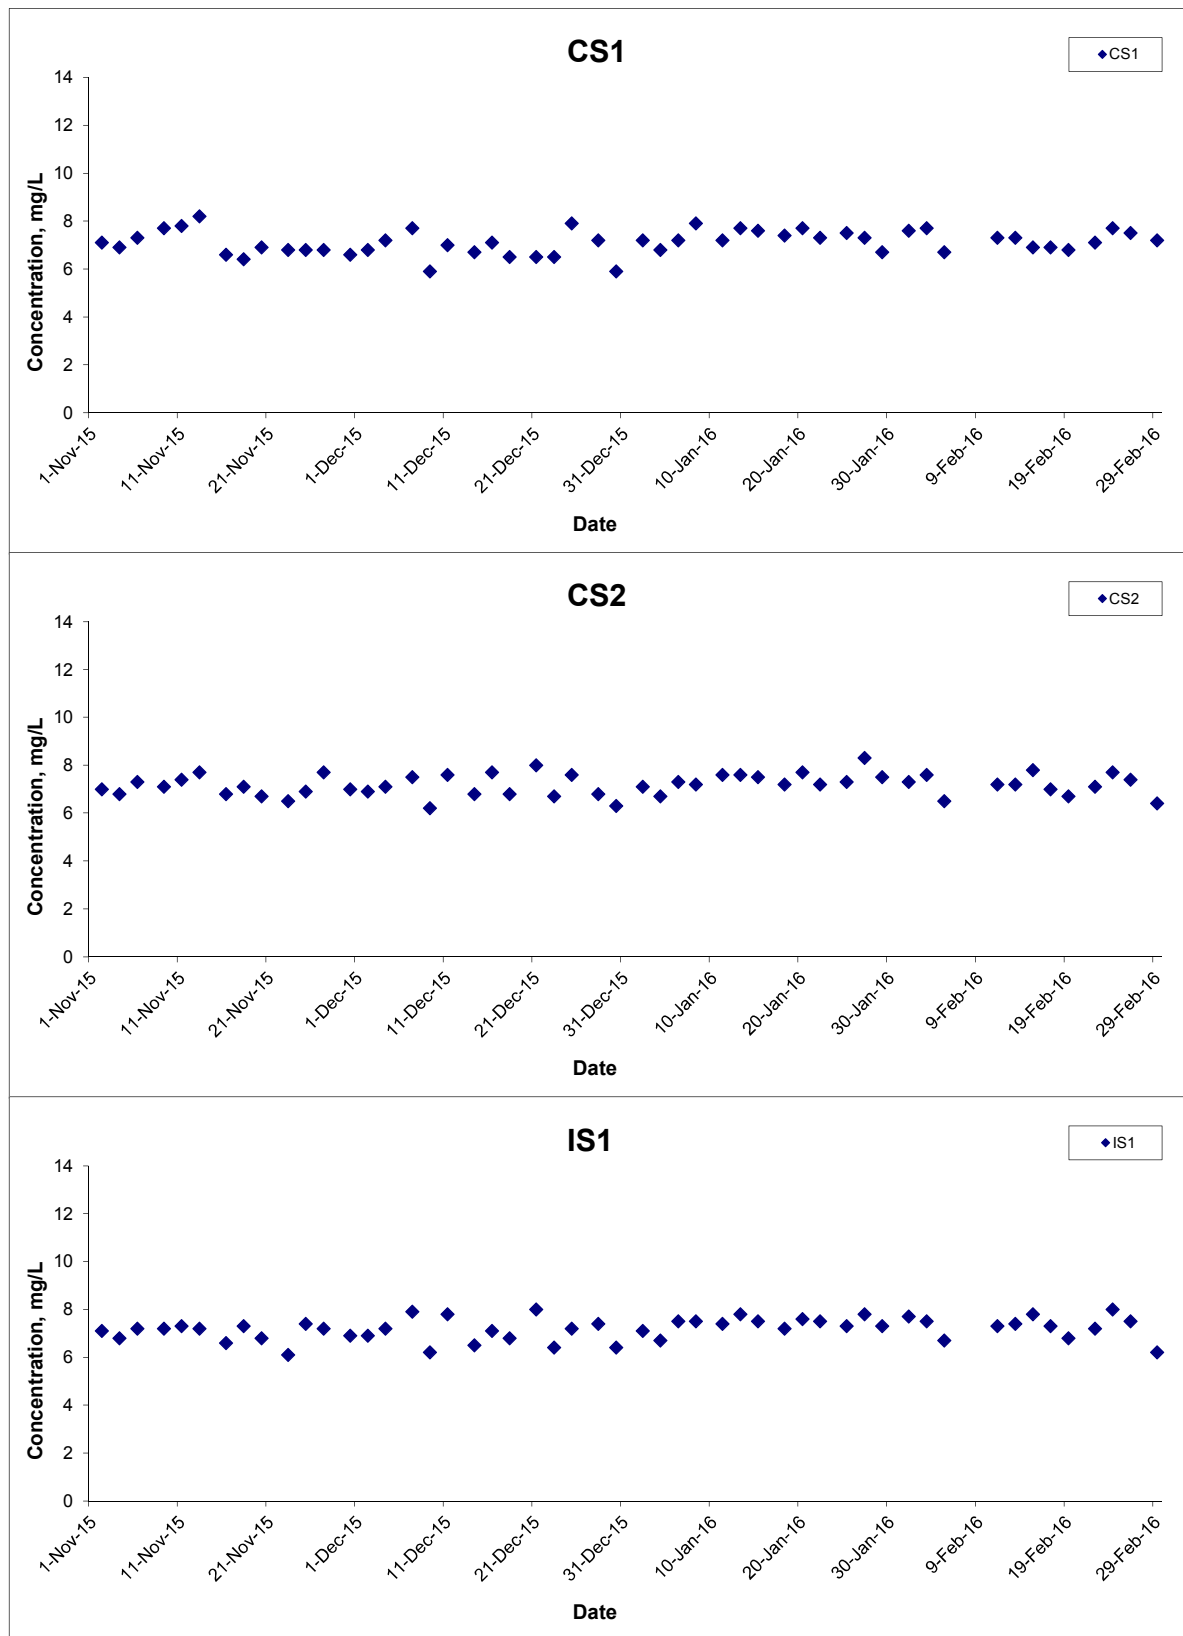 CS1
CS1
Concentration, mg/L
14
12
10
8
6
4
2
0
1-Nov-15
11-Nov-15
21-Nov-15
1-Dec-15
11-Dec-15
21-Dec-15
31-Dec-15
10-Jan-16
20-Jan-16
30-Jan-16
9-Feb-16
19-Feb-16
29-Feb-16
Date
CS2
CS2
Concentration, mg/L
14
12
10
8
6
4
2
0
1-Nov-15
11-Nov-15
21-Nov-15
1-Dec-15
11-Dec-15
21-Dec-15
31-Dec-15
10-Jan-16
20-Jan-16
30-Jan-16
9-Feb-16
19-Feb-16
29-Feb-16
Date
IS1
IS1
Concentration, mg/L
14
12
10
8
6
4
2
0
1-Nov-15
11-Nov-15
21-Nov-15
1-Dec-15
11-Dec-15
21-Dec-15
31-Dec-15
10-Jan-16
20-Jan-16
30-Jan-16
9-Feb-16
19-Feb-16
29-Feb-16
Date